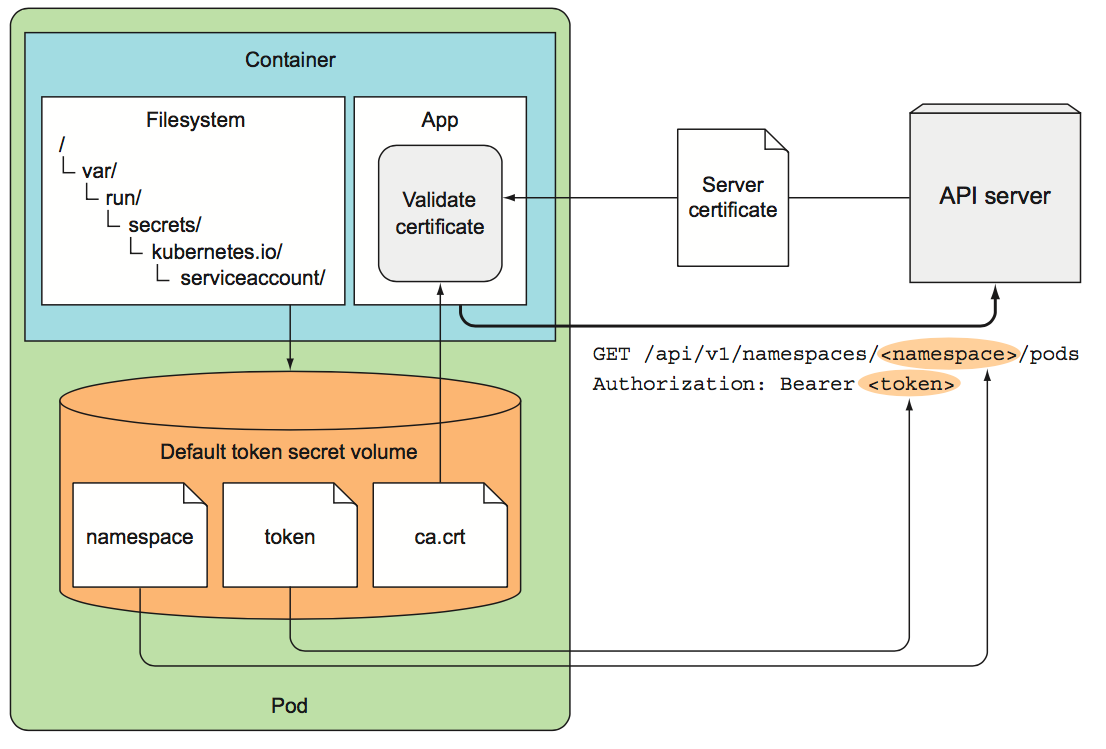 Container
Filesystem
/
var/
run/
secrets/
kubernetes.io/
serviceaccount/
App
Validate
certificate
Server
certificate
API server
GET /api/v1/namespaces/<namespace>/pods
Authorization: Bearer <token>
Default token secret volume
namespace
token
ca.crt
Pod